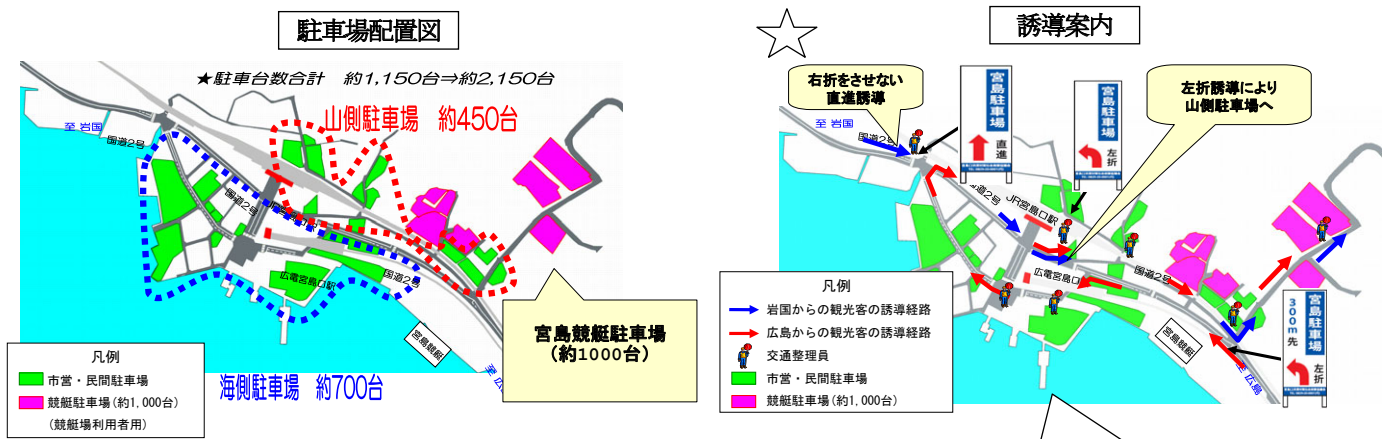 駐車場配置図
★駐車台数合計 約1,150台⇒約2,150台
山側駐車場 約450台
至 岩国
国道2号
国道2号
JR宮島口駅
広電宮島口駅
国道2号
宮島競艇
至 広
宮島競艇駐車場
(約1000台)
海側駐車場 約700台
凡例
市営・民間駐車場
競艇駐車場(約1,000台)
(競艇場利用者用)
誘導案内
右折をさせない
直進誘導
宮島駐車場
直進
宮島駐車場
左折
左折誘導により
山側駐車場へ
至 岩国
国道2号
国道2号
JR宮島口駅
広電宮島口
国道2号
宮島競艇
至 広島
宮島駐車場
300m先
左折
凡例
岩国からの観光客の誘導経路
広島からの観光客の誘導経路
交通整理員
市営・民間駐車場
競艇駐車場(約1,000台)